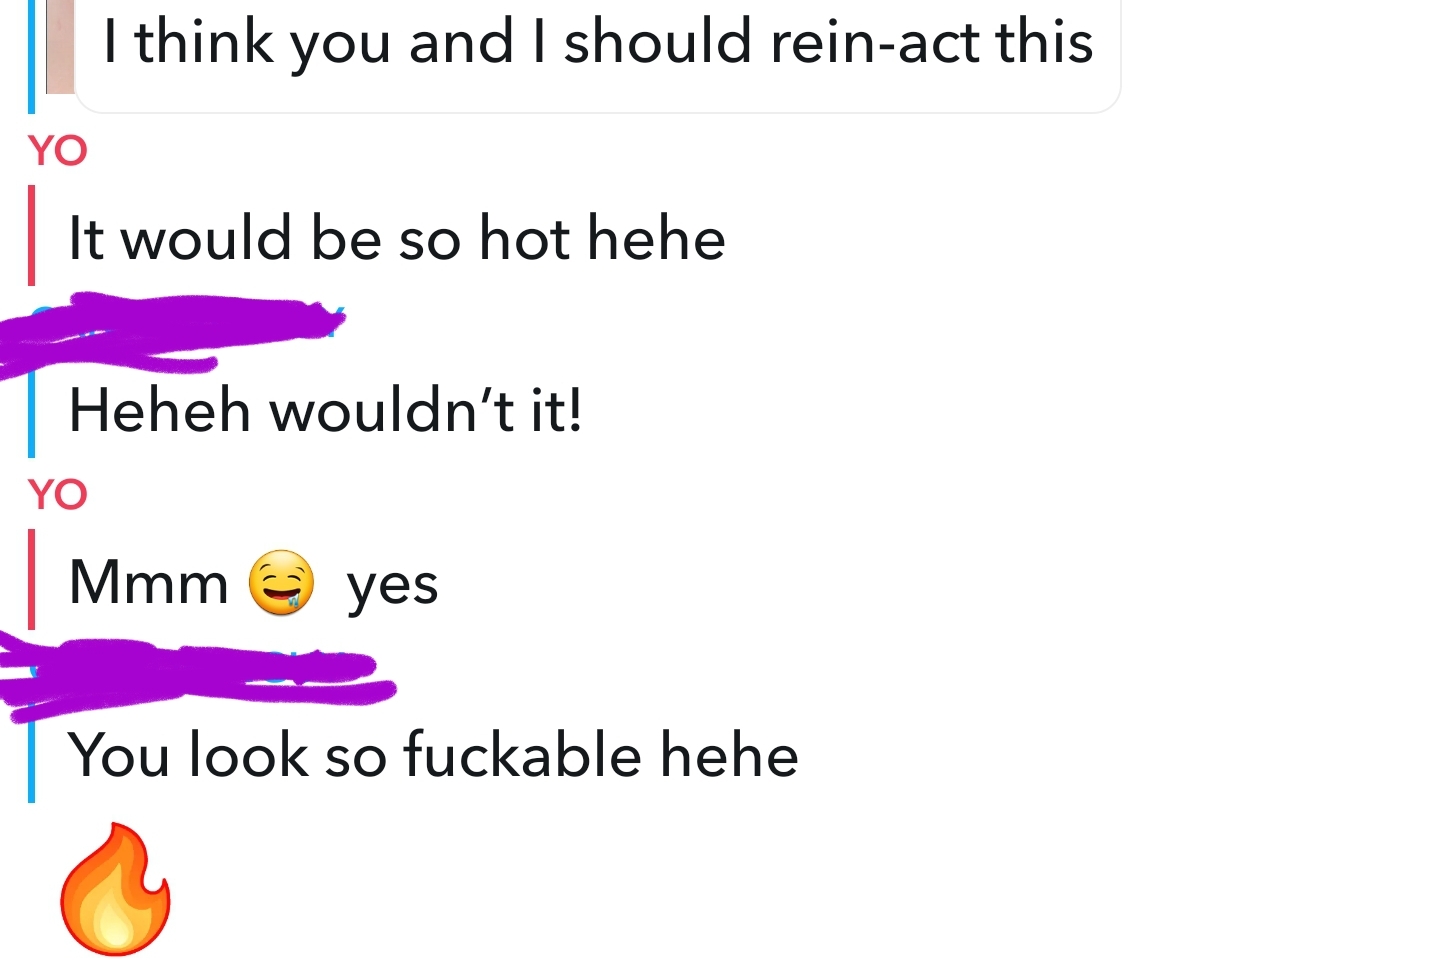 I think you and I should rein-act this
YO
It would be so hot hehe
Heheh wouldn’t it!
YO
Mmm 🤤 yes
You look so fuckable hehe
🔥